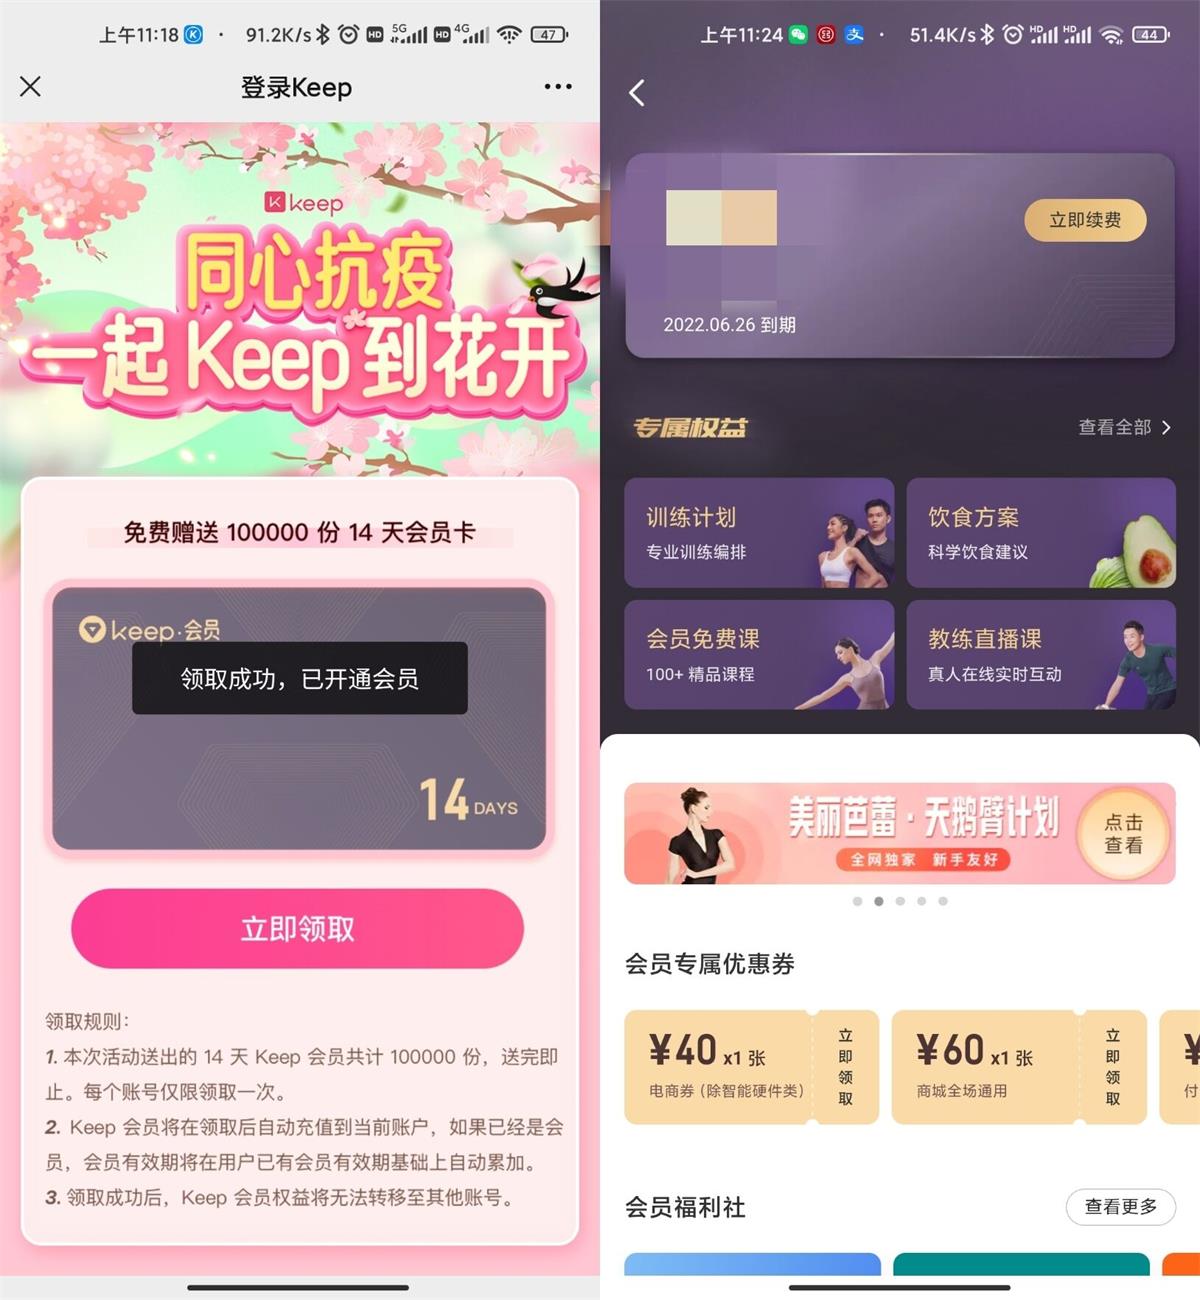 上午11:18
91.2K/s
HD
5G
HD
4G
47
登录Keep
keep
同心抗疫
一起 Keep 到花开
免费赠送 100000 份 14 天会员卡
keep·会员
领取成功，已开通会员
14 DAYS
立即领取
领取规则：
1. 本次活动送出的 14 天 Keep 会员共计 100000 份，送完即
止。每个账号仅限领取一次。
2. Keep 会员将在领取后自动充值到当前账户，如果已经是会
员，会员有效期将在用户已有会员有效期基础上自动累加。
3. 领取成功后，Keep 会员权益将无法转移至其他账号。
上午11:24
51.4K/s
HD
HD
44
立即续费
2022.06.26 到期
专属权益
查看全部
训练计划
专业训练编排
饮食方案
科学饮食建议
会员免费课
100+ 精品课程
教练直播课
真人在线实时互动
美丽芭蕾·天鹅臂计划
全网独家 新手友好
点击
查看
会员专属优惠券
¥40 x1 张
电商券（除智能硬件类）
立即领取
¥60 x1 张
商城全场通用
立即领取
¥
付
会员福利社
查看更多